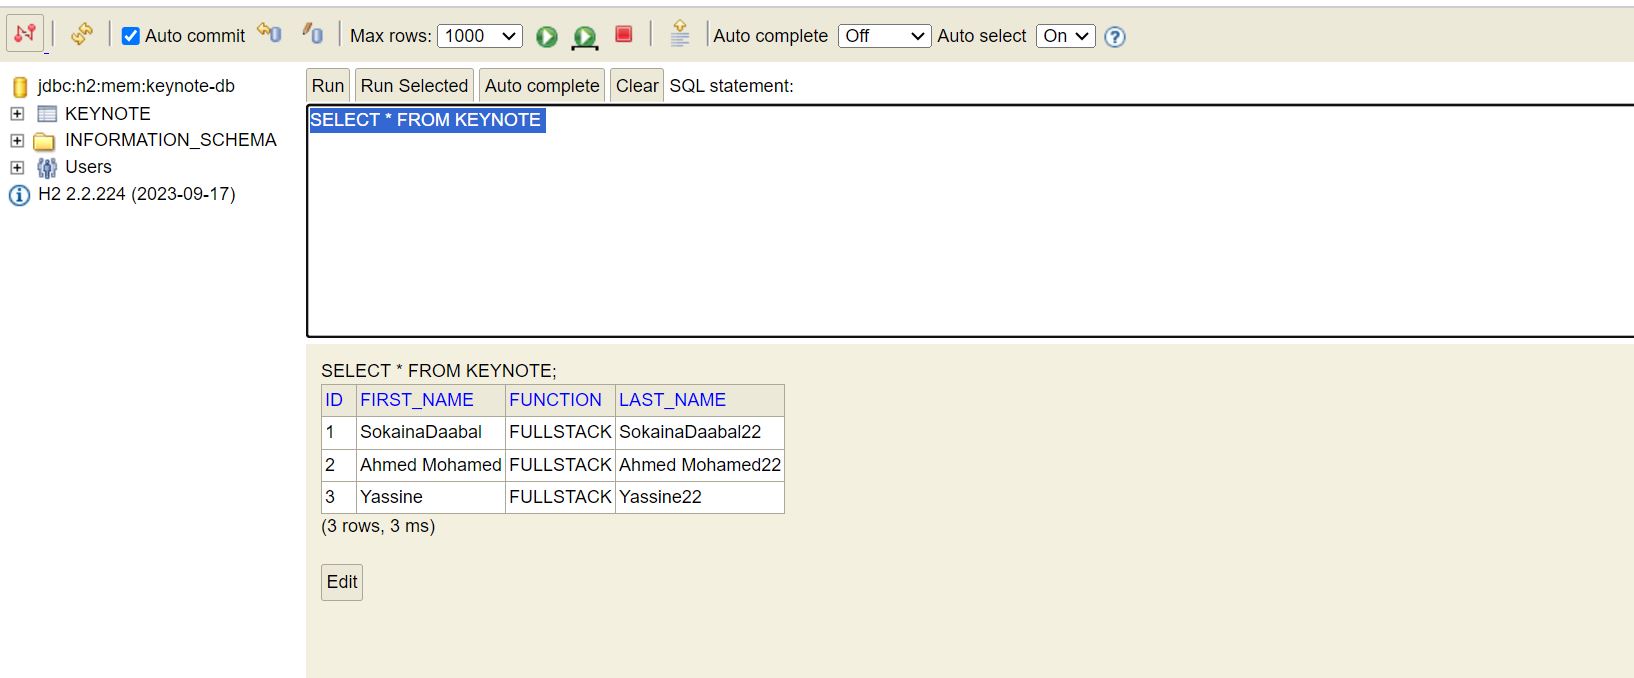 Auto commit Max rows: 1000 Auto complete Off Auto select On ?
jdbc:h2:mem:keynote-db
KEYNOTE
INFORMATION_SCHEMA
Users
H2 2.2.224 (2023-09-17)
Run Run Selected Auto complete Clear SQL statement:
SELECT * FROM KEYNOTE
SELECT * FROM KEYNOTE;
ID FIRST_NAME FUNCTION LAST_NAME
1 SokainaDaabal FULLSTACK SokainaDaabal22
2 Ahmed Mohamed FULLSTACK Ahmed Mohamed22
3 Yassine FULLSTACK Yassine22
(3 rows, 3 ms)
Edit